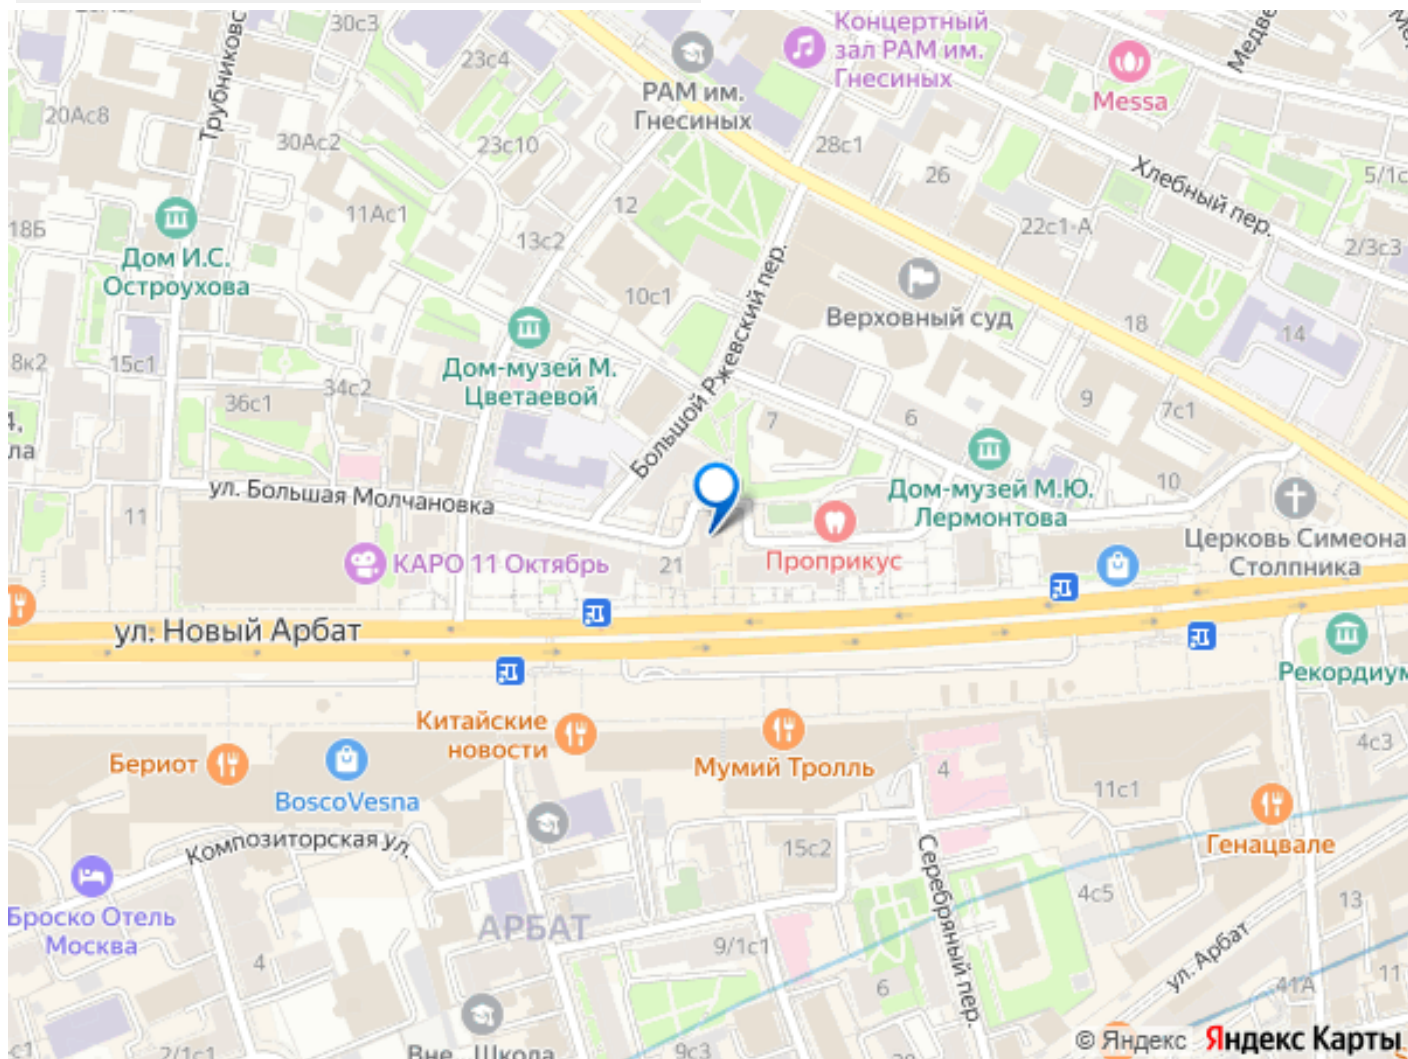 30с3
Концертный
зал РАМ им.
Гнесиных
23с4
Трубниковс
РАМ им.
Гнесиных
Messa
20Ас8
30Ас2
23с10
28с1
26
Хлебный пер.
5/1с
11Ас1
12
22с1-А
18Б
13с2
2/3с3
Дом И.С.
Остроухова
10с1
Большой Ржевский пер.
Верховный суд
18
14
8к2
15с1
34с2
Дом-музей М.
Цветаевой
36с1
9
7с1
7
6
4,
ла
ул. Большая Молчановка
10
Дом-музей М.Ю.
Лермонтова
11
Церковь Симеона
Столпника
КАРО 11 Октябрь
21
Проприкус
ул. Новый Арбат
Рекордиум
Китайские
новости
Бериот
Мумий Тролль
4
4с3
BoscoVesna
11с1
Композиторская ул.
15с2
Генацвале
Серебряный пер.
4с5
13
Броско Отель
Москва
АРБАТ
9/1с1
ул. Арбат
4
6
41А
11
с1
2/1с1
Вне
Школа
9с3
© Яндекс Яндекс Карты